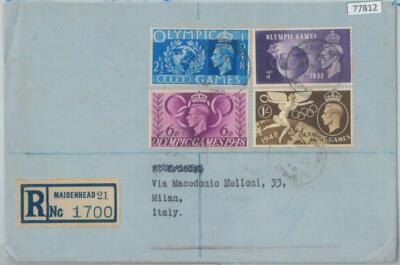 77812
OLYMPIC
1948
2½
GAMES
OLYMPIC GAMES
3D
1948
6D
6D
OLYMPIC GAMES 1948
1/-
1948
OLYMPIC GAMES
MAIDENHEAD 21
R No 1700
Via Macedonio Melloni, 33,
Milan,
Italy.